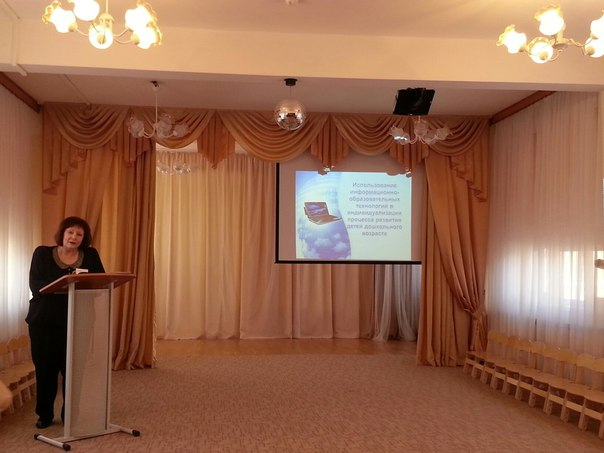 Использование
информационно-
образовательных
технологий в
индивидуализации
процесса развития
детей дошкольного
возраста